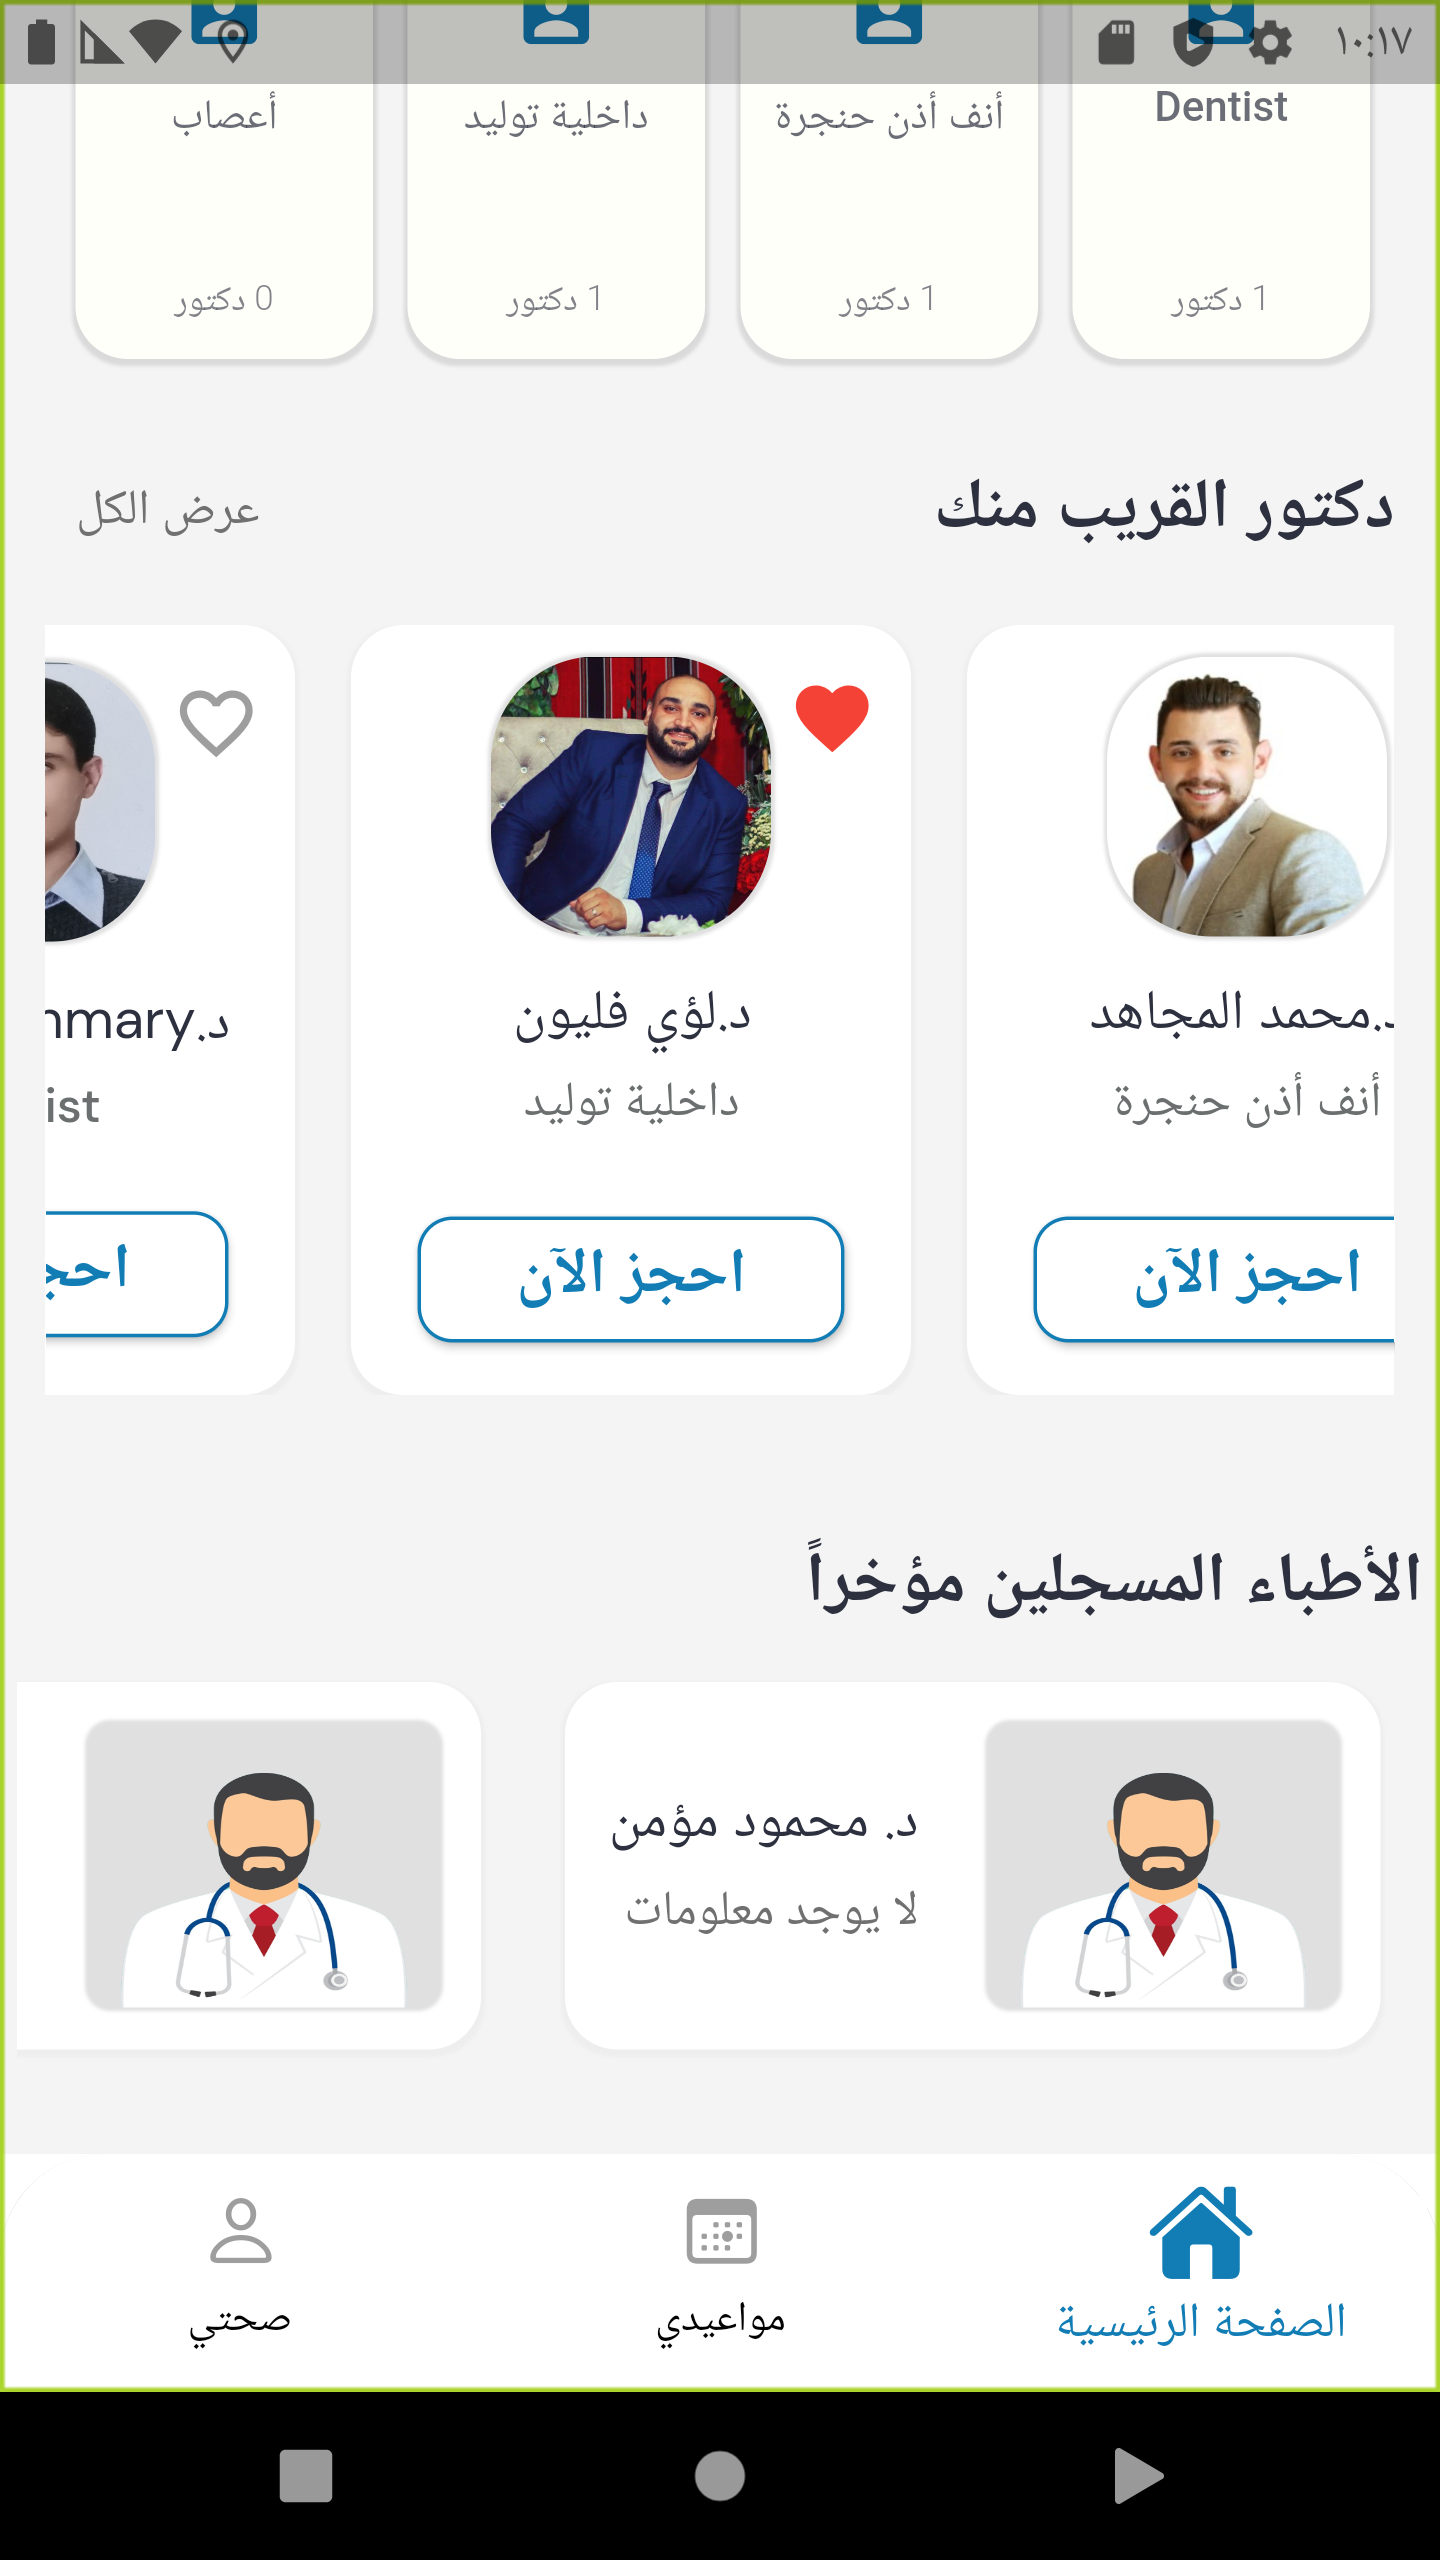 ١٠:١٧
Dentist
أنف أذن حنجرة
داخلية توليد
أعصاب
1 دكتور
1 دكتور
1 دكتور
0 دكتور
دكتور القريب منك
عرض الكل
د.محمد المجاهد
أنف أذن حنجرة
احجز الآن
د.لؤي فليون
داخلية توليد
احجز الآن
د.mmary
ist
احج
الأطباء المسجلين مؤخراً
د. محمود مؤمن
لا يوجد معلومات
الصفحة الرئيسية
مواعيدي
صحتي